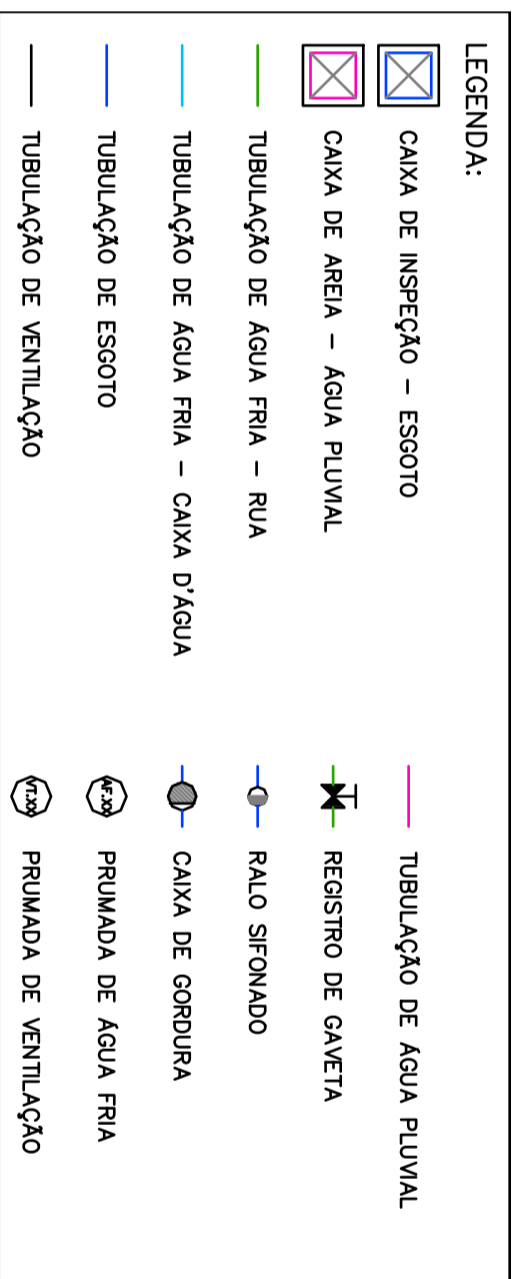 LEGENDA:
CAIXA DE INSPEÇÃO – ESGOTO
CAIXA DE AREIA – ÁGUA PLUVIAL
TUBULAÇÃO DE ÁGUA FRIA – RUA
TUBULAÇÃO DE ÁGUA FRIA – CAIXA D'ÁGUA
TUBULAÇÃO DE ESGOTO
TUBULAÇÃO DE VENTILAÇÃO
TUBULAÇÃO DE ÁGUA PLUVIAL
REGISTRO DE GAVETA
RALO SIFONADO
CAIXA DE GORDURA
AF.XX PRUMADA DE ÁGUA FRIA
VT.XX PRUMADA DE VENTILAÇÃO